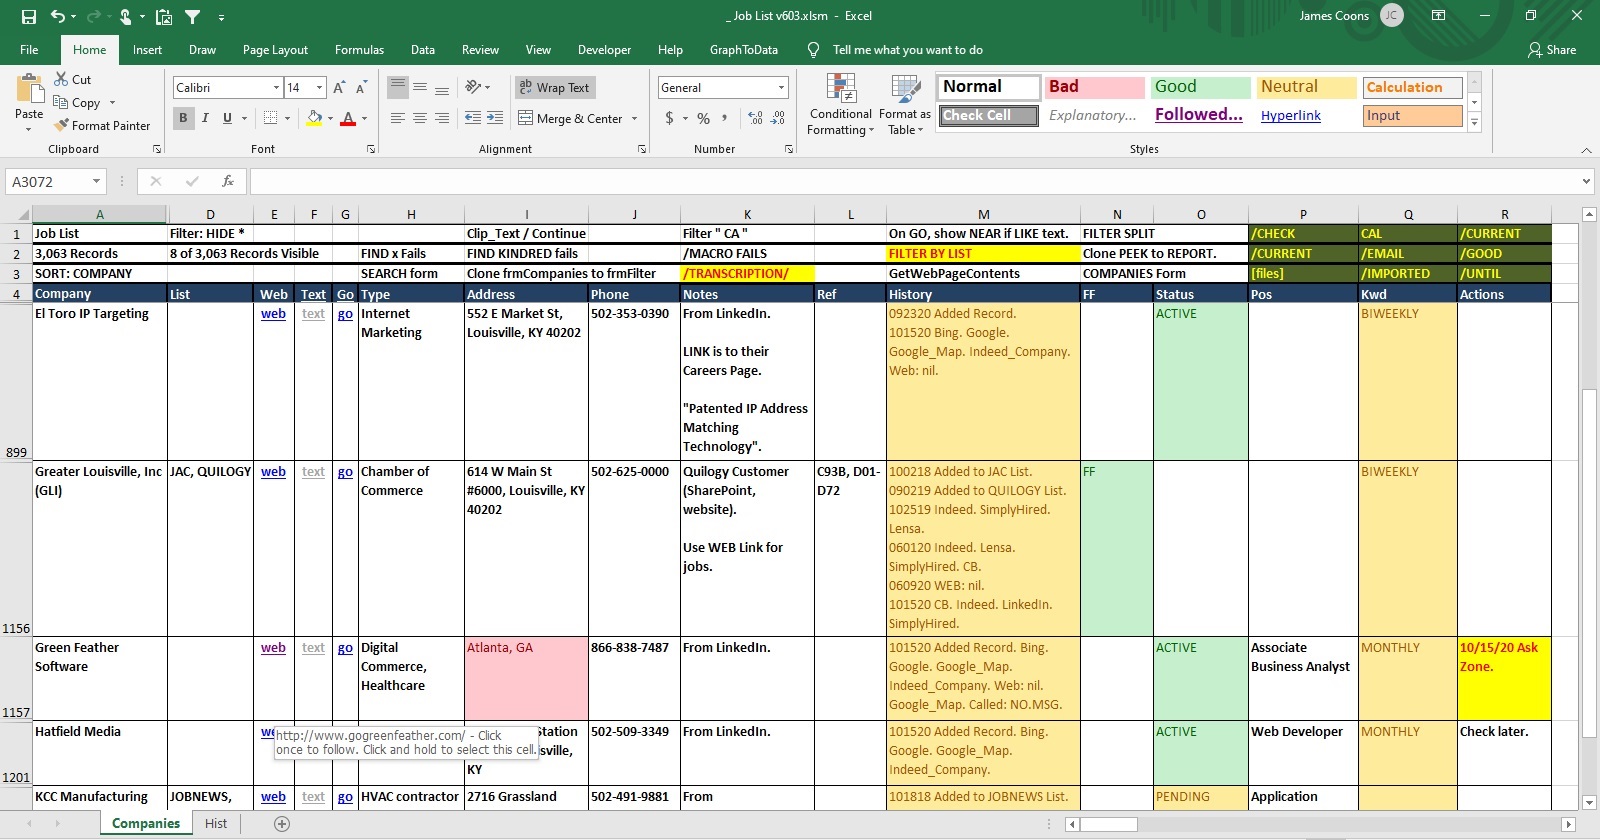 _ Job List v603.xlsm - Excel
James Coons JC
File Home Insert Draw Page Layout Formulas Data Review View Developer Help GraphToData Tell me what you want to do Share
Paste
Cut
Copy
Format Painter
Clipboard
Calibri 14 A A
B I U A
Font
ab Wrap Text
Merge & Center
Alignment
General
$ % ,
.00
Number
Conditional
Formatting
Format as
Table
Normal Bad Good Neutral Calculation
Check Cell Explanatory... Followed... Hyperlink Input
Styles
A3072 fx
A D E F G H I J K L M N O P Q R
1 Job List Filter: HIDE * Clip_Text / Continue Filter " CA " On GO, show NEAR if LIKE text. FILTER SPLIT /CHECK CAL /CURRENT
2 3,063 Records 8 of 3,063 Records Visible FIND x Fails FIND KINDRED fails /MACRO FAILS FILTER BY LIST Clone PEEK to REPORT. /CURRENT /EMAIL /GOOD
3 SORT: COMPANY SEARCH form Clone frmCompanies to frmFilter /TRANSCRIPTION/ GetWebPageContents COMPANIES Form [files] /IMPORTED /UNTIL
4 Company List Web Text Go Type Address Phone Notes Ref History FF Status Pos Kwd Actions
El Toro IP Targeting web text go Internet 552 E Market St, 502-353-0390 From LinkedIn. 092320 Added Record. ACTIVE BIWEEKLY
Marketing Louisville, KY 40202 101520 Bing. Google.
LINK is to their Google_Map. Indeed_Company.
Careers Page. Web: nil.
"Patented IP Address
Matching
Technology".
899
Greater Louisville, Inc JAC, QUILOGY web text go Chamber of 614 W Main St 502-625-0000 Quilogy Customer C93B, D01- 100218 Added to JAC List. FF BIWEEKLY
(GLI) Commerce #6000, Louisville, KY (SharePoint, D72 090219 Added to QUILOGY List.
40202 website). 102519 Indeed. SimplyHired.
Lensa.
Use WEB Link for 060120 Indeed. Lensa.
jobs. SimplyHired. CB.
060920 WEB: nil.
101520 CB. Indeed. LinkedIn.
1156 SimplyHired.
Green Feather web text go Digital Atlanta, GA 866-838-7487 From LinkedIn. 101520 Added Record. Bing. ACTIVE Associate MONTHLY 10/15/20 Ask
Software Commerce, Google. Google_Map. Business Analyst Zone.
Healthcare Indeed_Company. Web: nil.
1157 Google_Map. Called: NO.MSG.
Hatfield Media we Station 502-509-3349 From LinkedIn. 101520 Added Record. Bing. ACTIVE Web Developer MONTHLY Check later.
http://www.gogreenfeather.com/ - Click
once to follow. Click and hold to select this cell. sville, Google. Google_Map.
1201 KY Indeed_Company.
KCC Manufacturing JOBNEWS, web text go HVAC contractor 2716 Grassland 502-491-9881 From 101818 Added to JOBNEWS List. PENDING Application
Companies Hist